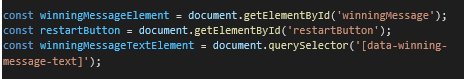 const winningMessageElement = document.getElementById('winningMessage');
const restartButton = document.getElementById('restartButton');
const winningMessageTextElement = document.querySelector('[data-winning-
message-text]');